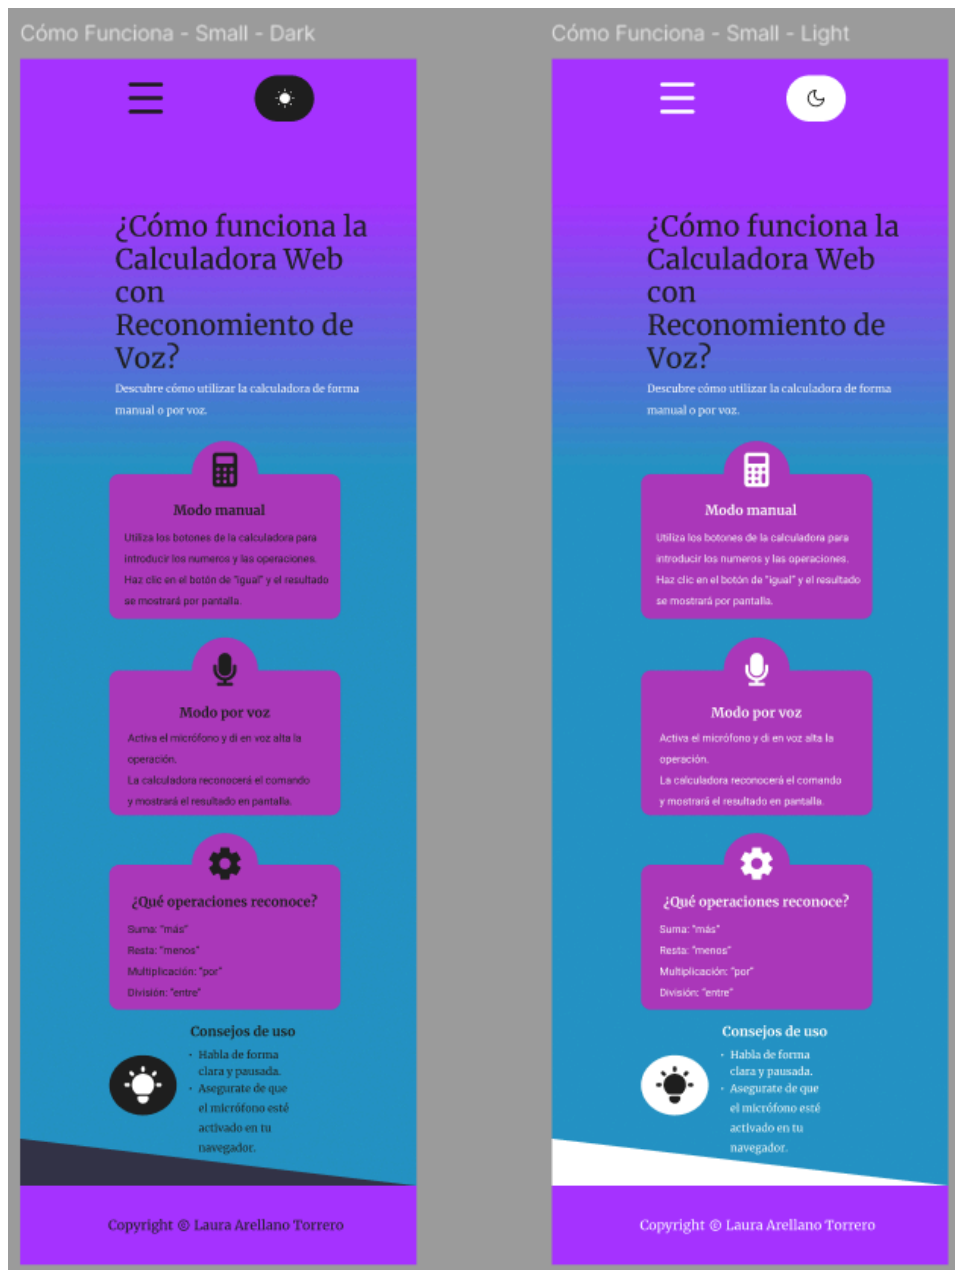 Cómo Funciona - Small - Dark
¿Cómo funciona la
Calculadora Web
con
Reconomiento de
Voz?
Descubre cómo utilizar la calculadora de forma
manual o por voz.
Modo manual
Utiliza los botones de la calculadora para
introducir los numeros y las operaciones.
Haz clic en el botón de "igual" y el resultado
se mostrará por pantalla.
Modo por voz
Activa el micrófono y di en voz alta la
operación.
La calculadora reconocerá el comando
y mostrará el resultado en pantalla.
¿Qué operaciones reconoce?
Suma: "más"
Resta: "menos"
Multiplicación: "por"
División: "entre"
Consejos de uso
• Habla de forma
clara y pausada.
• Asegurate de que
el micrófono esté
activado en tu
navegador.
Copyright © Laura Arellano Torrero
Cómo Funciona - Small - Light
¿Cómo funciona la
Calculadora Web
con
Reconomiento de
Voz?
Descubre cómo utilizar la calculadora de forma
manual o por voz.
Modo manual
Utiliza los botones de la calculadora para
introducir los numeros y las operaciones.
Haz clic en el botón de "igual" y el resultado
se mostrará por pantalla.
Modo por voz
Activa el micrófono y di en voz alta la
operación.
La calculadora reconocerá el comando
y mostrará el resultado en pantalla.
¿Qué operaciones reconoce?
Suma: "más"
Resta: "menos"
Multiplicación: "por"
División: "entre"
Consejos de uso
• Habla de forma
clara y pausada.
• Asegurate de que
el micrófono esté
activado en tu
navegador.
Copyright © Laura Arellano Torrero